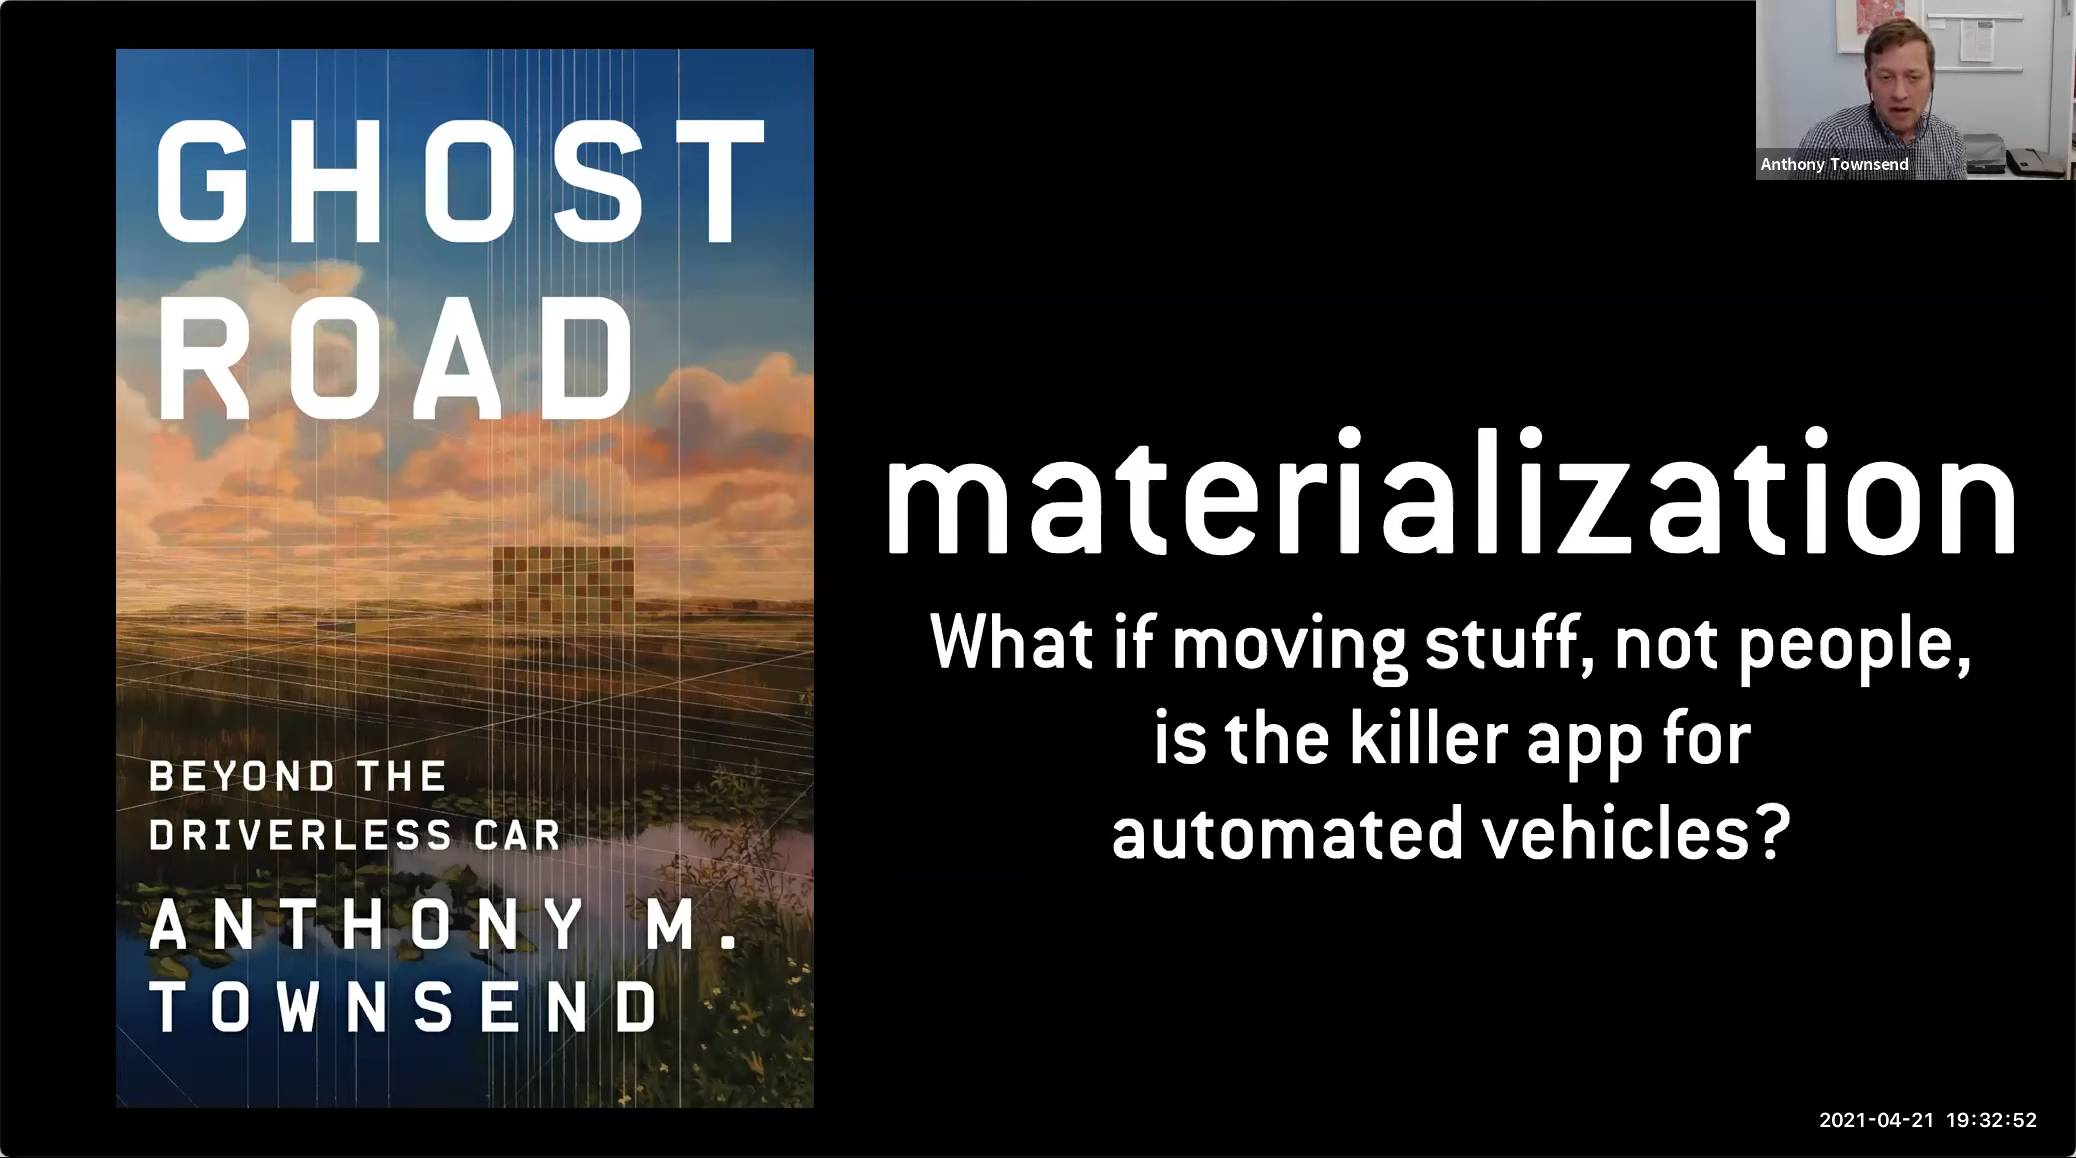 GHOST
ROAD
BEYOND THE
DRIVERLESS CAR
ANTHONY M.
TOWNSEND
materialization
What if moving stuff, not people,
is the killer app for
automated vehicles?
Anthony Townsend
2021-04-21 19:32:52